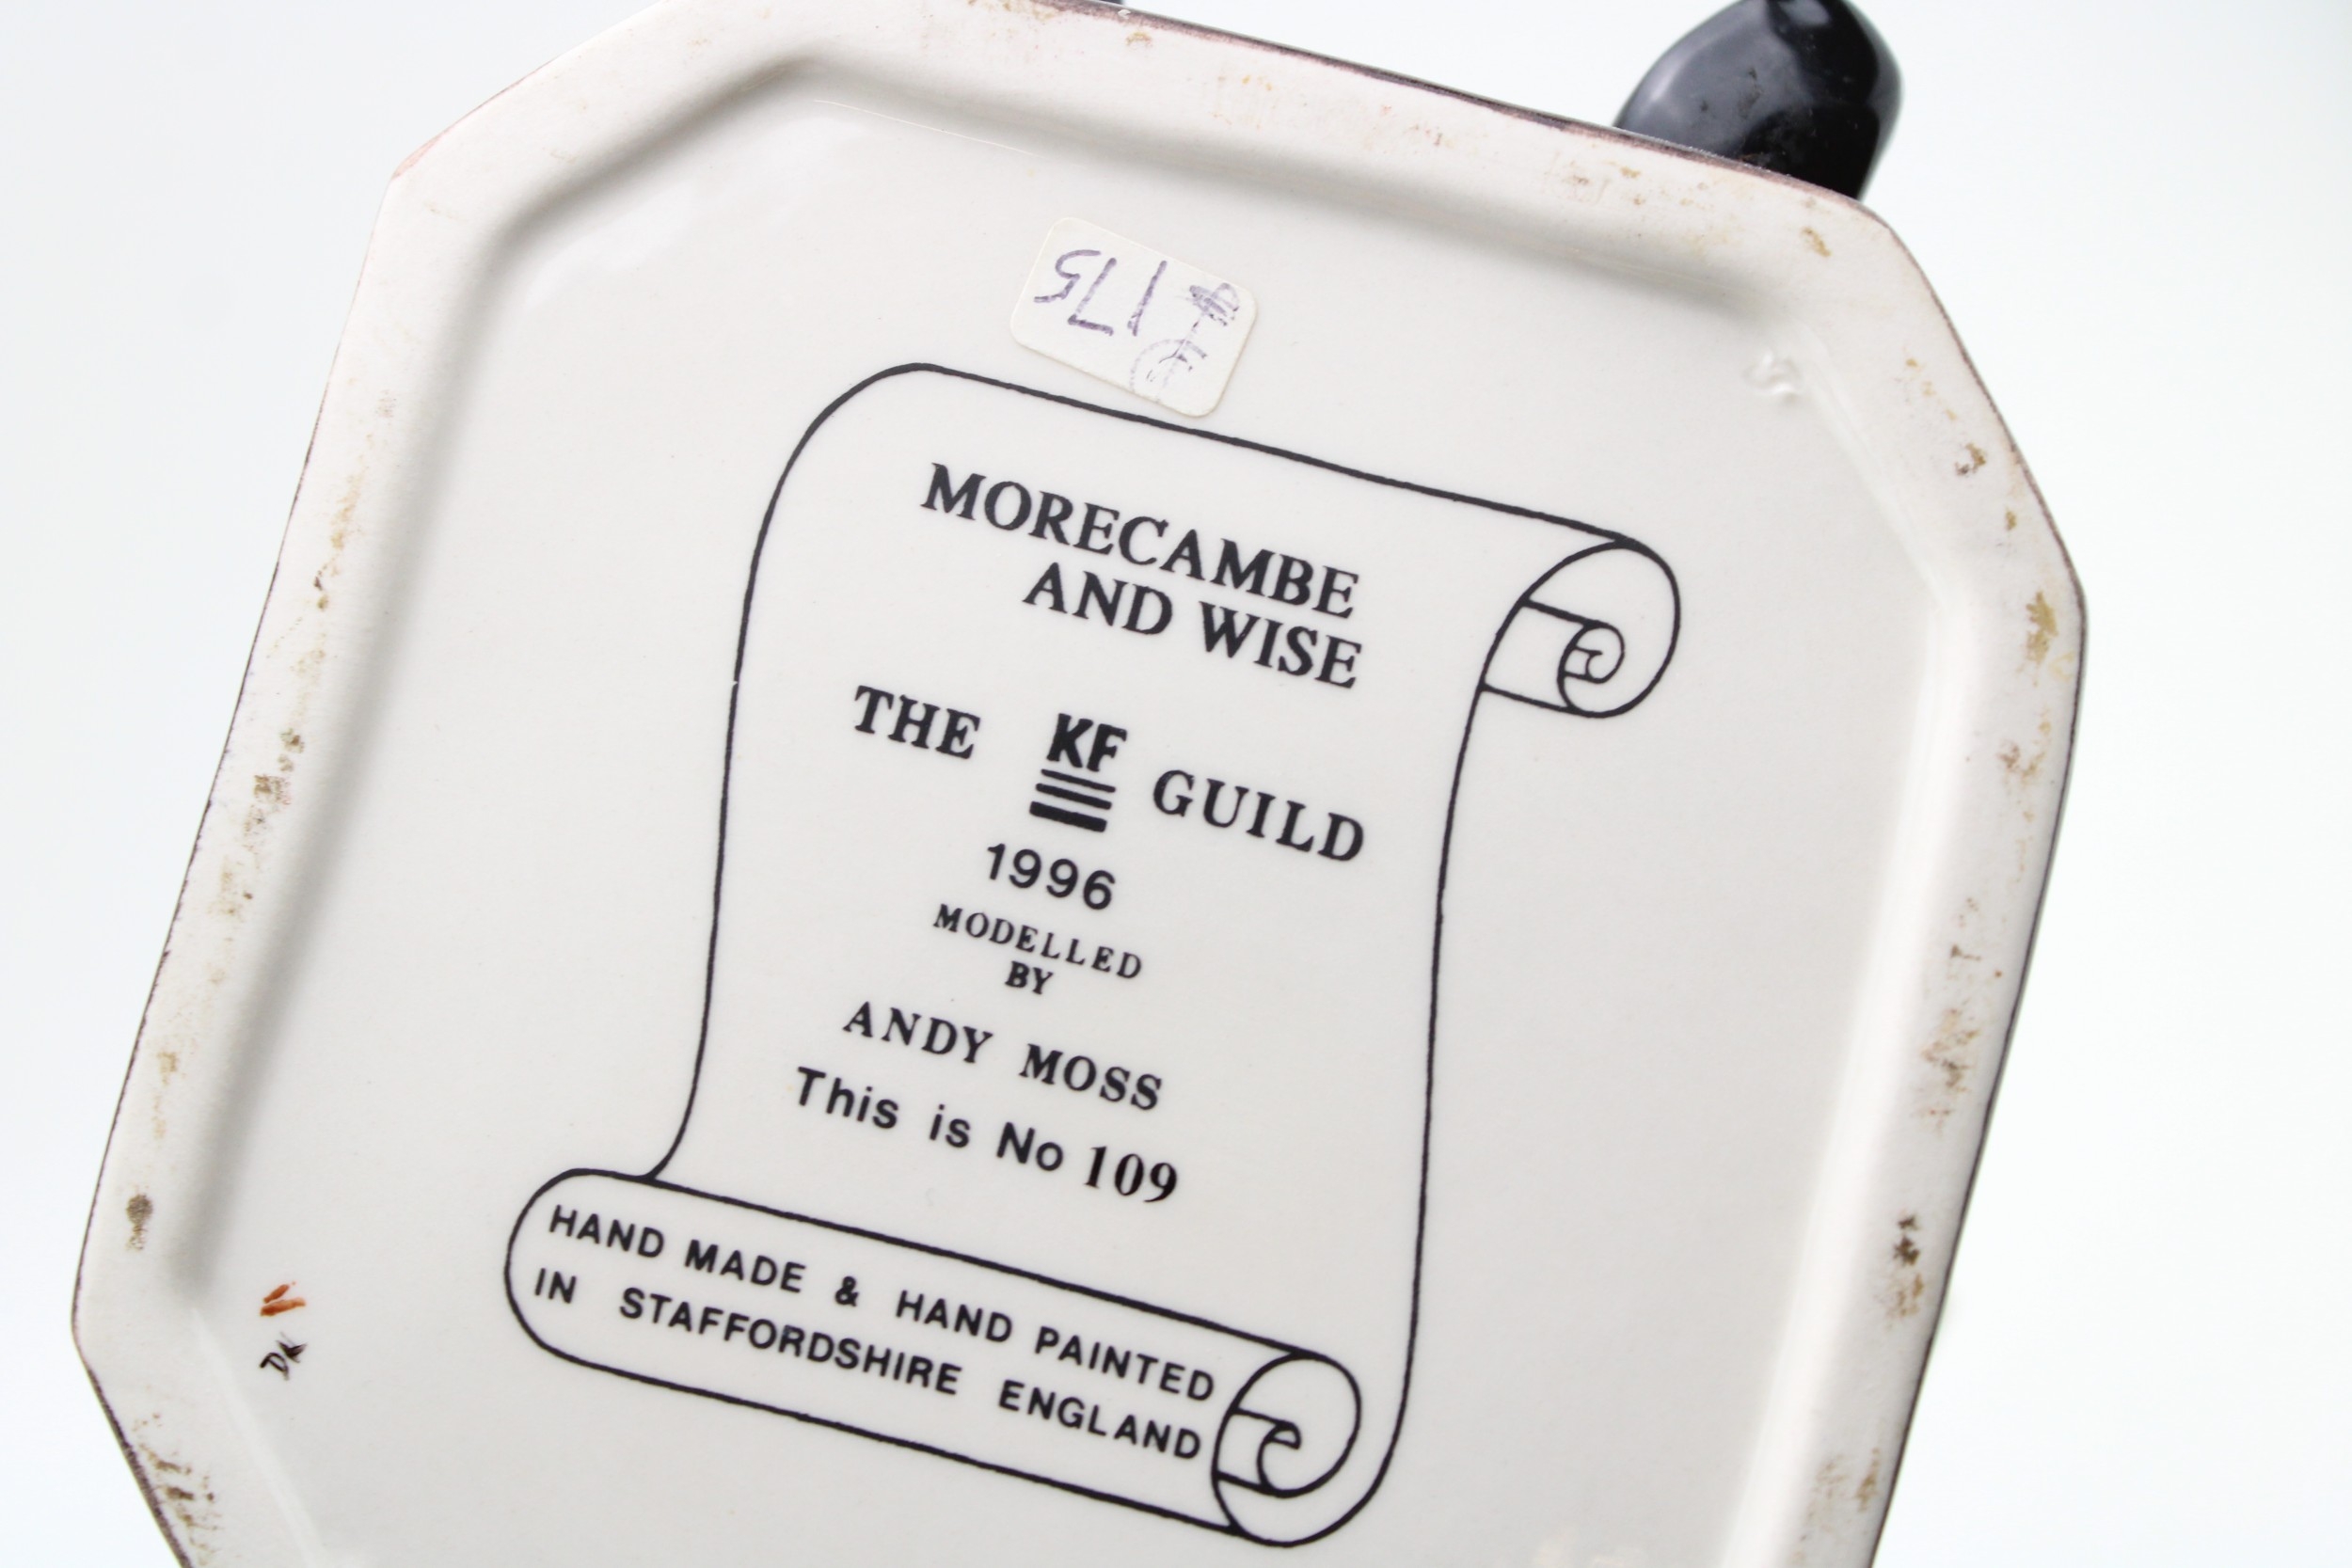 175
MORECAMBE
AND WISE
THE KF GUILD
1996
MODELLED
BY
ANDY MOSS
This is No 109
HAND MADE & HAND PAINTED
IN STAFFORDSHIRE ENGLAND